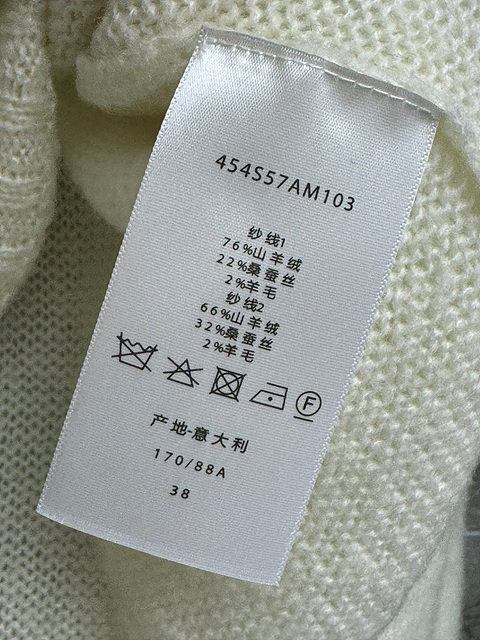 454S57AM103
纱线1
76%山羊绒
22%桑蚕丝
2%羊毛
纱线2
66%山羊绒
32%桑蚕丝
2%羊毛
F
产地-意大利
170/88A
38